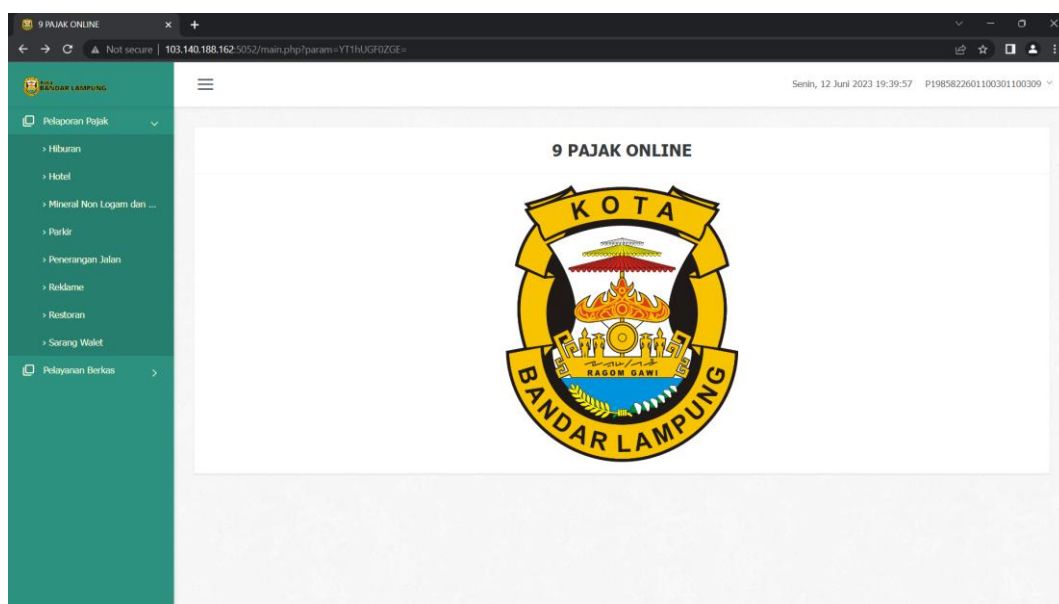 9 PAJAK ONLINE
Not secure | 103.140.188.162:5052/main.php?param=YT1hUGF0ZGE=
BANDAR LAMPUNG
Senin, 12 Juni 2023 19:39:57 P1985822601100301100309
Pelaporan Pajak
› Hiburan
› Hotel
› Mineral Non Logam dan ...
› Parkir
› Penerangan Jalan
› Reklame
› Restoran
› Sarang Walet
Pelayanan Berkas
9 PAJAK ONLINE
KOTA
RAGOM GAWI
BANDAR LAMPUNG